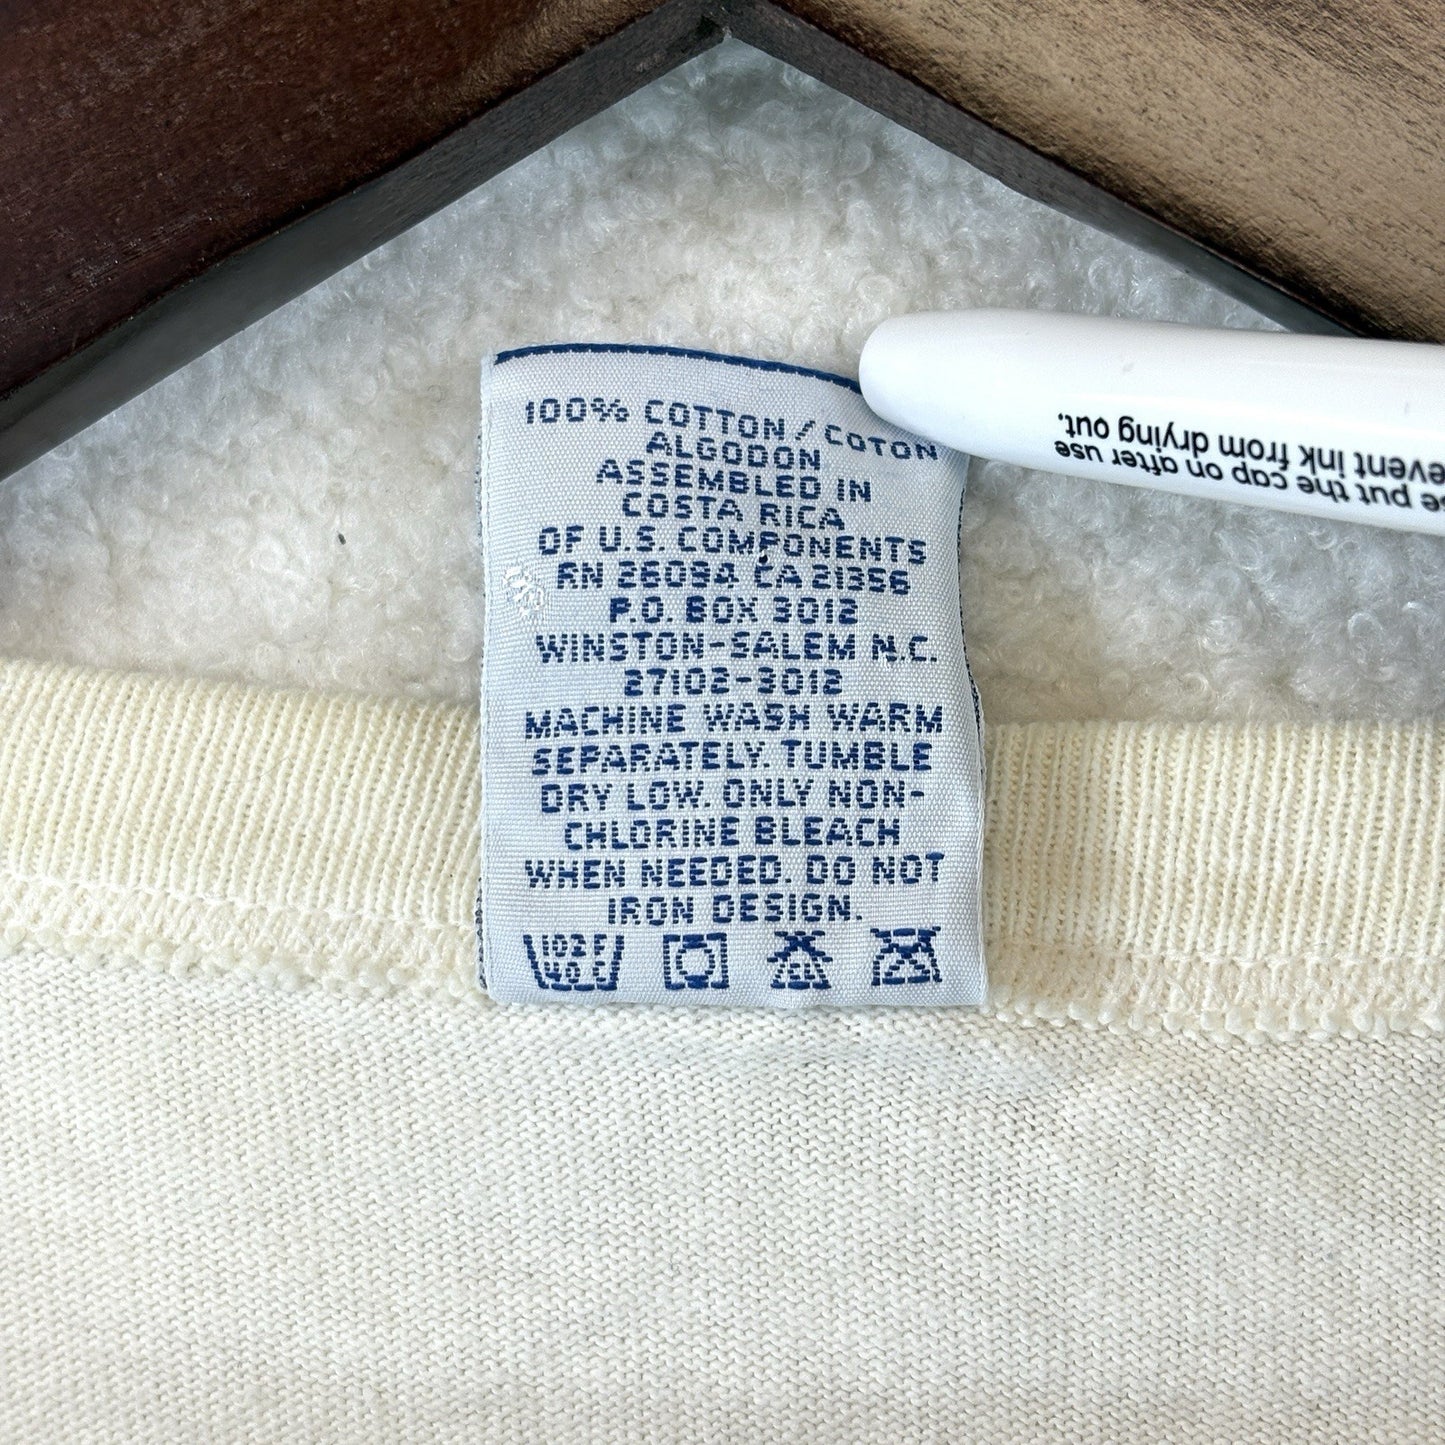 100% COTTON/COTON
ALGODON
ASSEMBLED IN
COSTA RICA
OF U.S. COMPONENTS
RN 26094 CA 21356
P.O. BOX 3012
WINSTON-SALEM N.C.
27102-3012
MACHINE WASH WARM
SEPARATELY. TUMBLE
DRY LOW. ONLY NON-
CHLORINE BLEACH
WHEN NEEDED. DO NOT
IRON DESIGN.
102 F
40 C
put the cap on after use
ink from drying out.